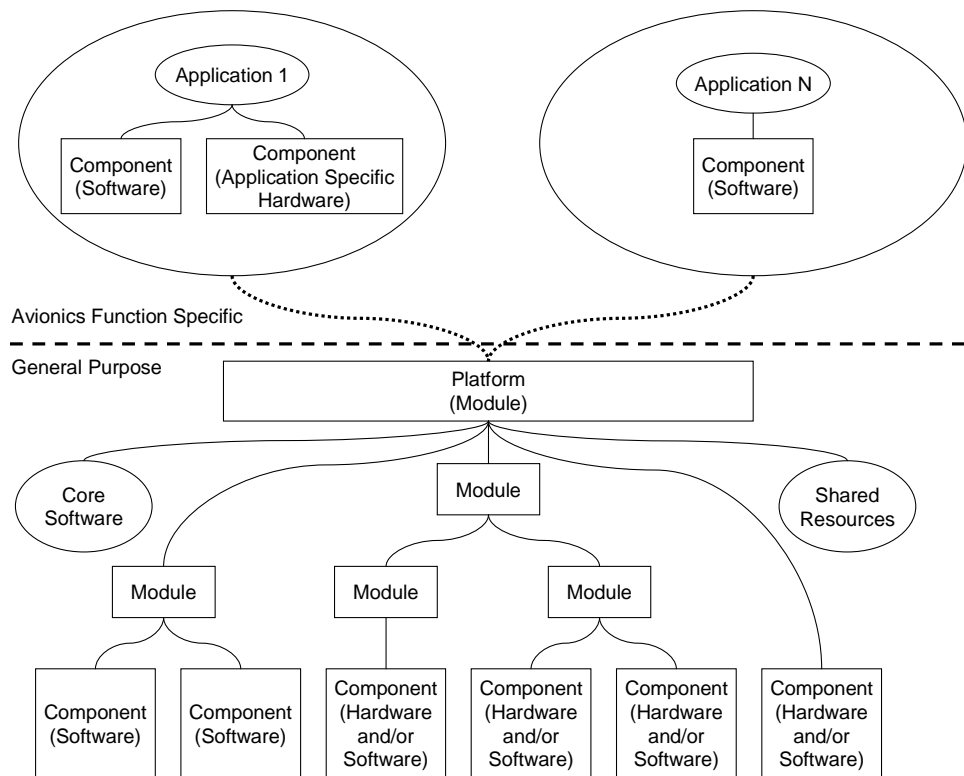 Application 1
Component
(Software)
Component
(Application Specific
Hardware)
Application N
Component
(Software)
Avionics Function Specific
General Purpose
Platform
(Module)
Core
Software
Module
Shared
Resources
Module
Module
Module
Component
(Software)
Component
(Software)
Component
(Hardware
and/or
Software)
Component
(Hardware
and/or
Software)
Component
(Hardware
and/or
Software)
Component
(Hardware
and/or
Software)